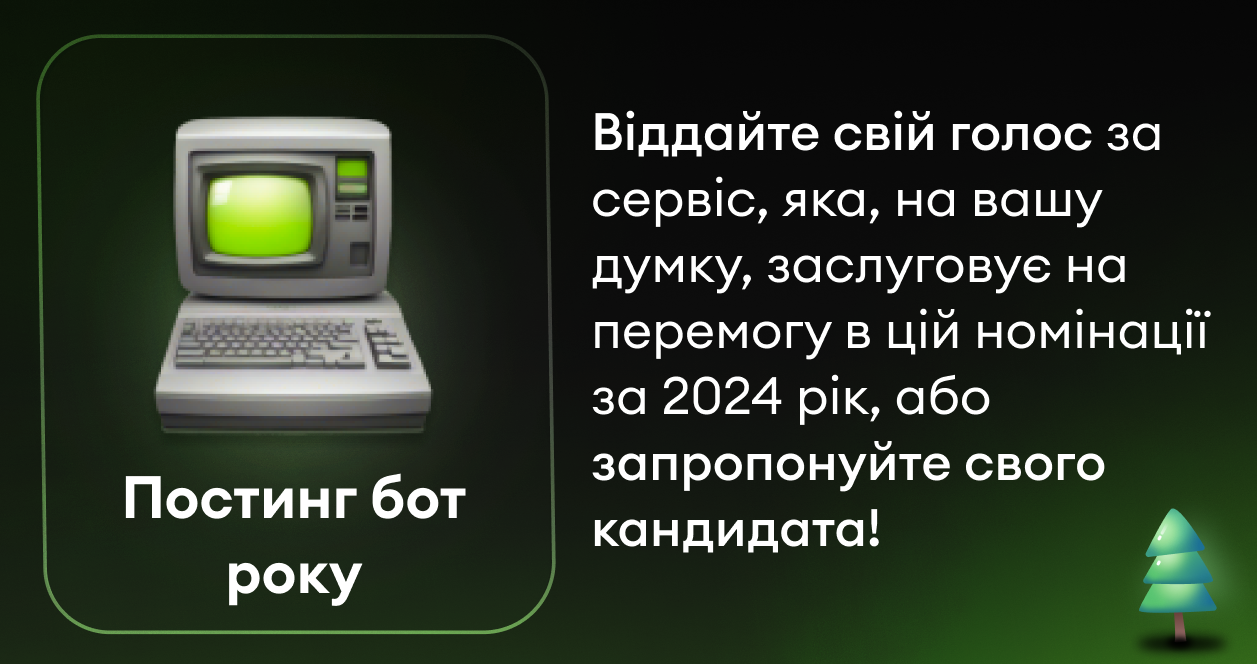 Постинг бот
року
Віддайте свій голос за
сервіс, яка, на вашу
думку, заслуговує на
перемогу в цій номінації
за 2024 рік, або
запропонуйте свого
кандидата!